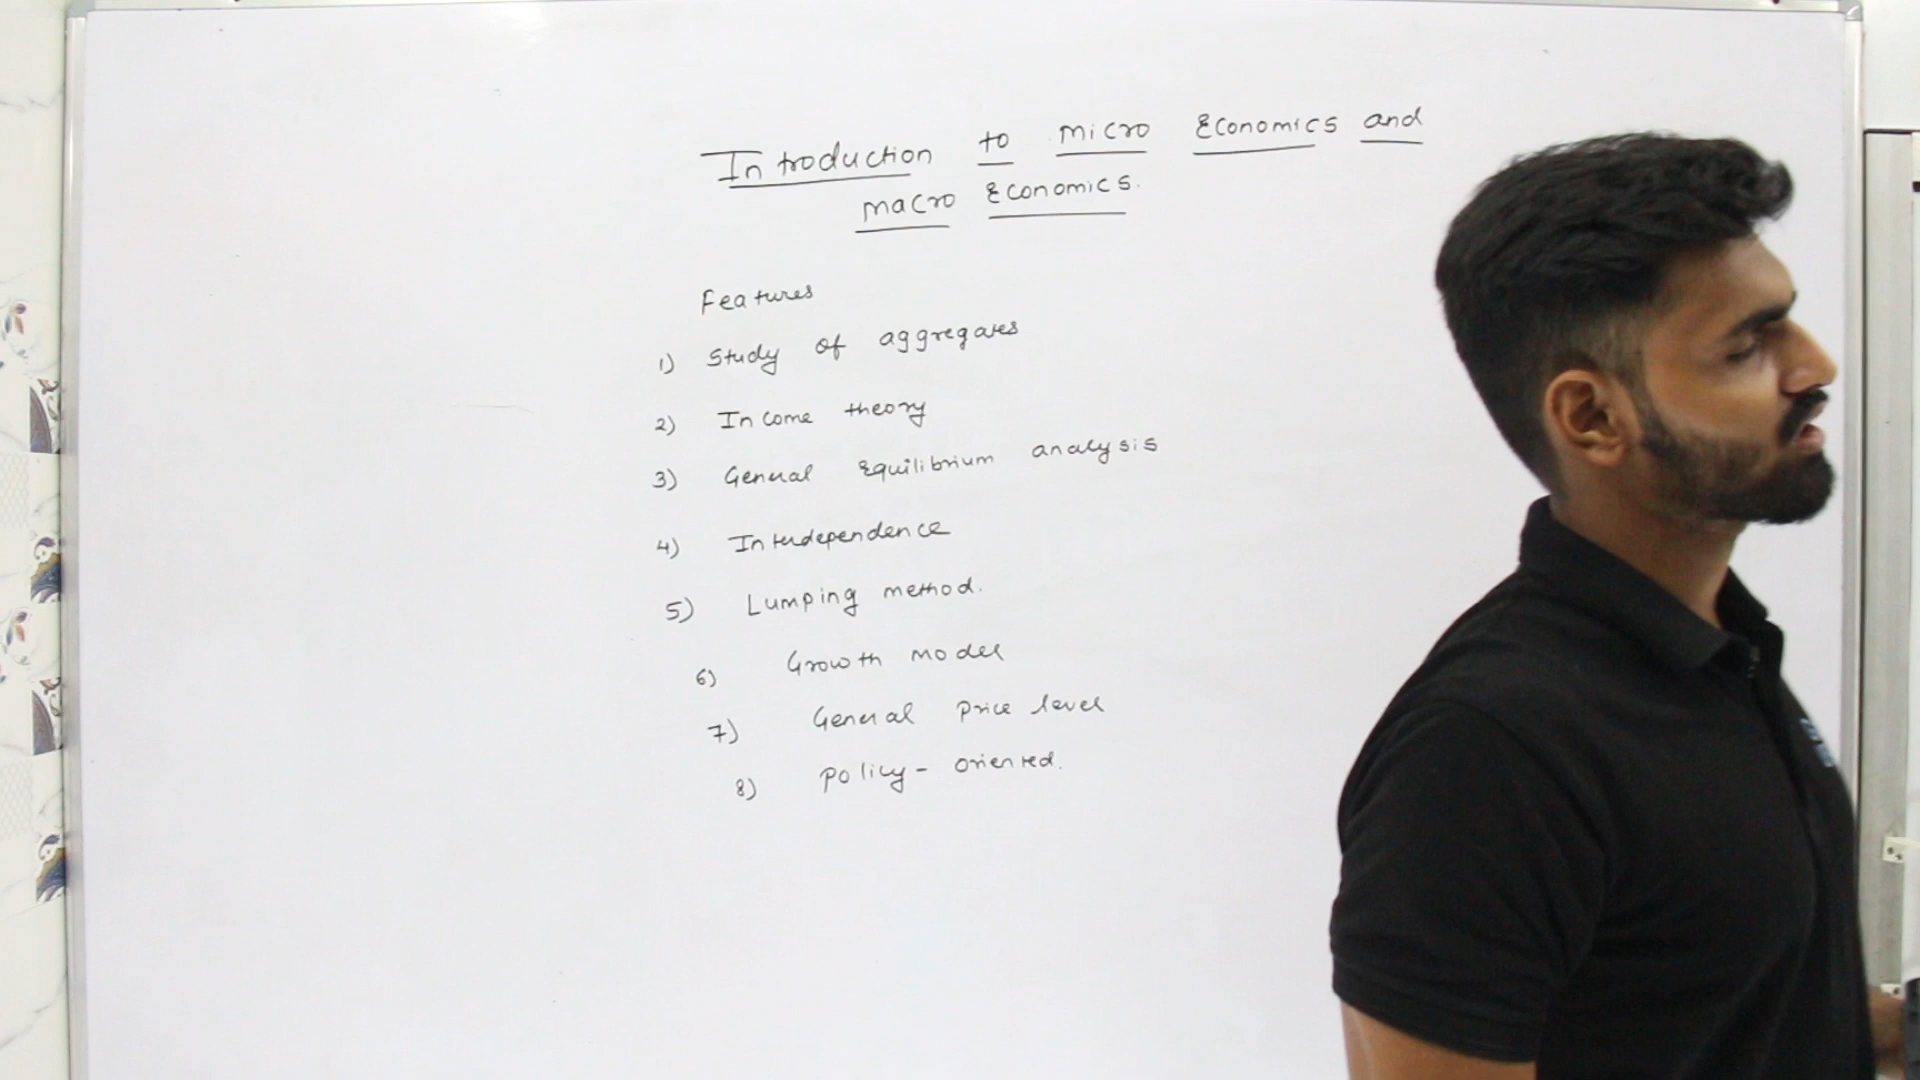 Introduction to micro Economics and
macro Economics.
Features
1) Study of aggregates
2) Income theory
3) General Equilibrium analysis
4) Interdependence
5) Lumping method.
6) Growth model
7) General Price level
8) policy - oriented.